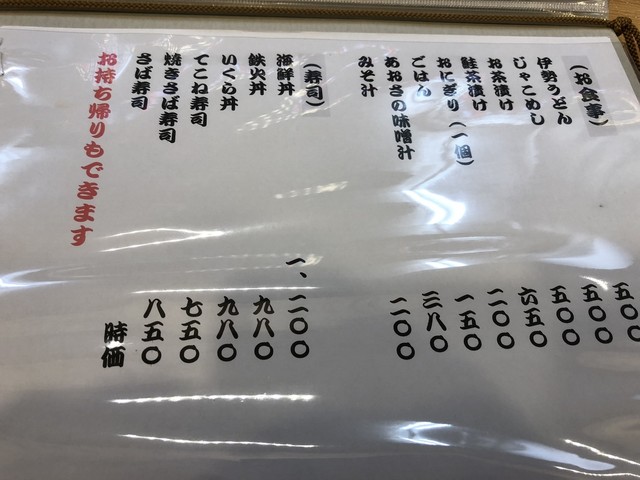 (お食事)
伊勢うどん 五〇〇
じゃこめし 五〇〇
お茶漬け 五〇〇
鮭茶漬け 六五〇
おにぎり(一個) 二〇〇
ごはん 一五〇
あおさの味噌汁 三八〇
みそ汁 二〇〇
(寿司)
海鮮丼 一、二〇〇
鉄火丼 九八〇
いくら丼 九八〇
てこね寿司 七五〇
焼きさば寿司 八五〇
さば寿司 時価
お持ち帰りもできます